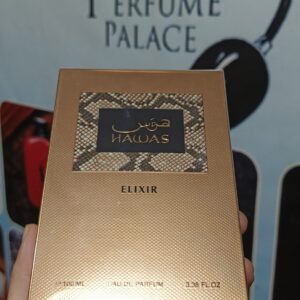 PERFUME
PALACE
هوس
HAWAS
ELIXIR
100 ML
EAU DE PARFUM
3.38 FL.OZ